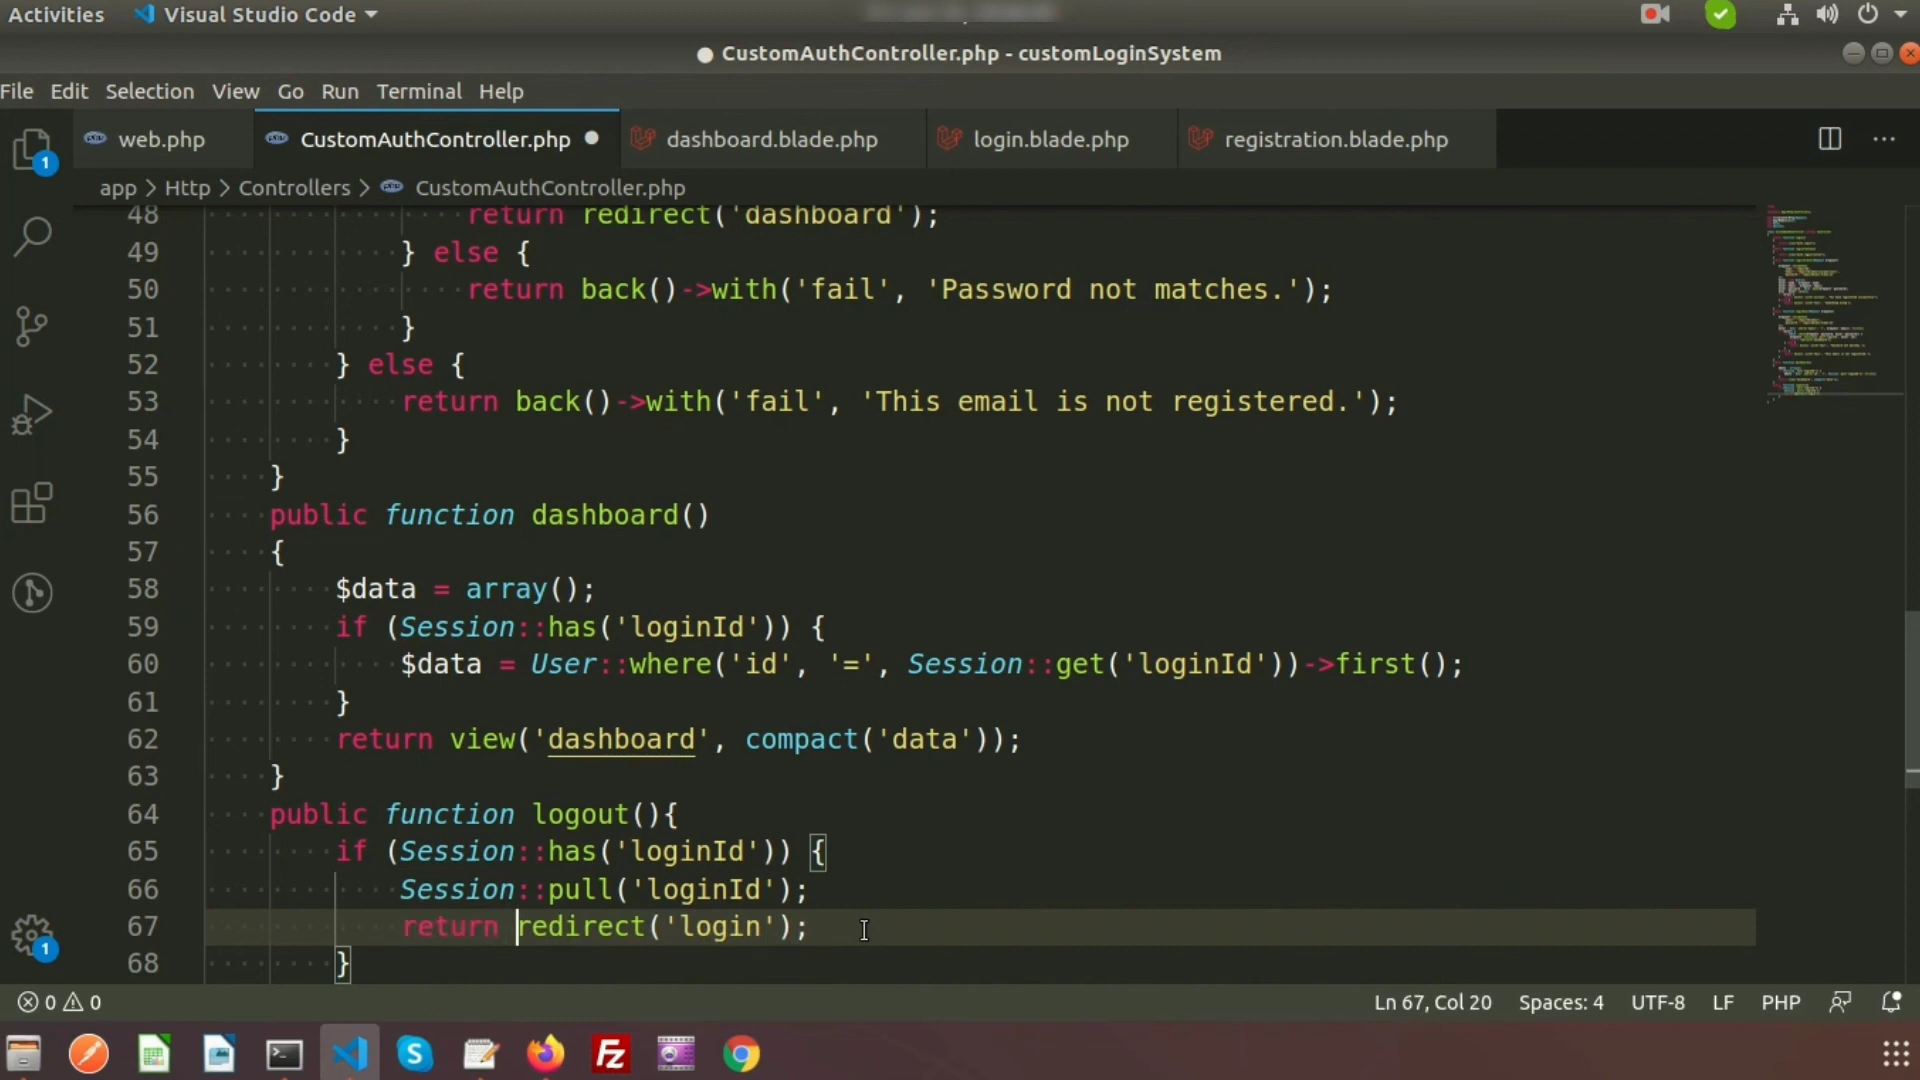 Activities Visual Studio Code
CustomAuthController.php - customLoginSystem
File Edit Selection View Go Run Terminal Help
web.php CustomAuthController.php dashboard.blade.php login.blade.php registration.blade.php
app > Http > Controllers > CustomAuthController.php
48 return redirect('dashboard');
49 } else {
50 return back()->with('fail', 'Password not matches.');
51 }
52 } else {
53 return back()->with('fail', 'This email is not registered.');
54 }
55 }
56 public function dashboard()
57 {
58 $data = array();
59 if (Session::has('loginId')) {
60 $data = User::where('id', '=', Session::get('loginId'))->first();
61 }
62 return view('dashboard', compact('data'));
63 }
64 public function logout(){
65 if (Session::has('loginId')) {
66 Session::pull('loginId');
67 return redirect('login');
68 }
1
1
0 0 Ln 67, Col 20 Spaces: 4 UTF-8 LF PHP